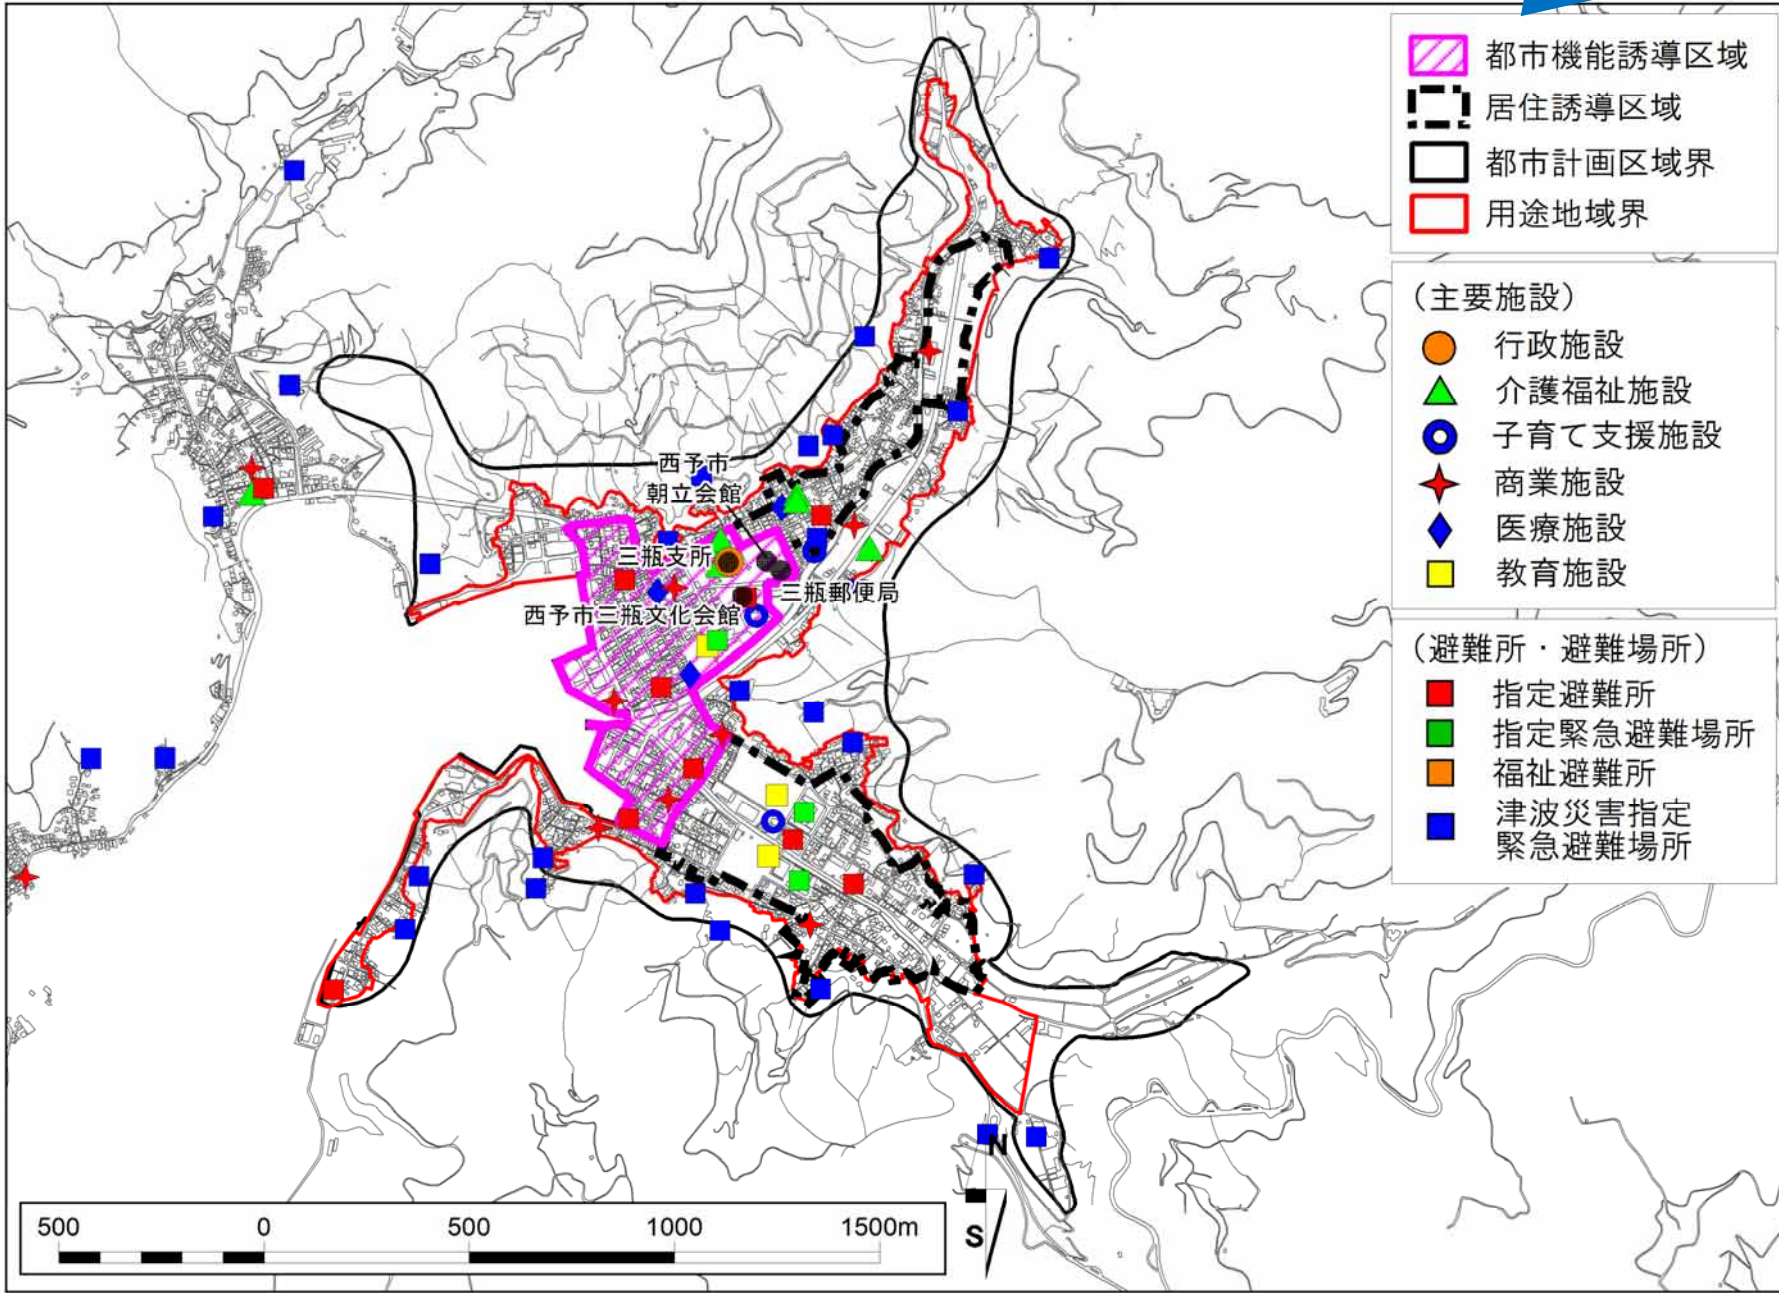 都市機能誘導区域
居住誘導区域
都市計画区域界
用途地域界
（主要施設）
行政施設
介護福祉施設
子育て支援施設
商業施設
医療施設
教育施設
（避難所・避難場所）
指定避難所
指定緊急避難場所
福祉避難所
津波災害指定
緊急避難場所
西予市
朝立会館
三瓶支所
三瓶郵便局
西予市三瓶文化会館
N
S
500 0 500 1000 1500m